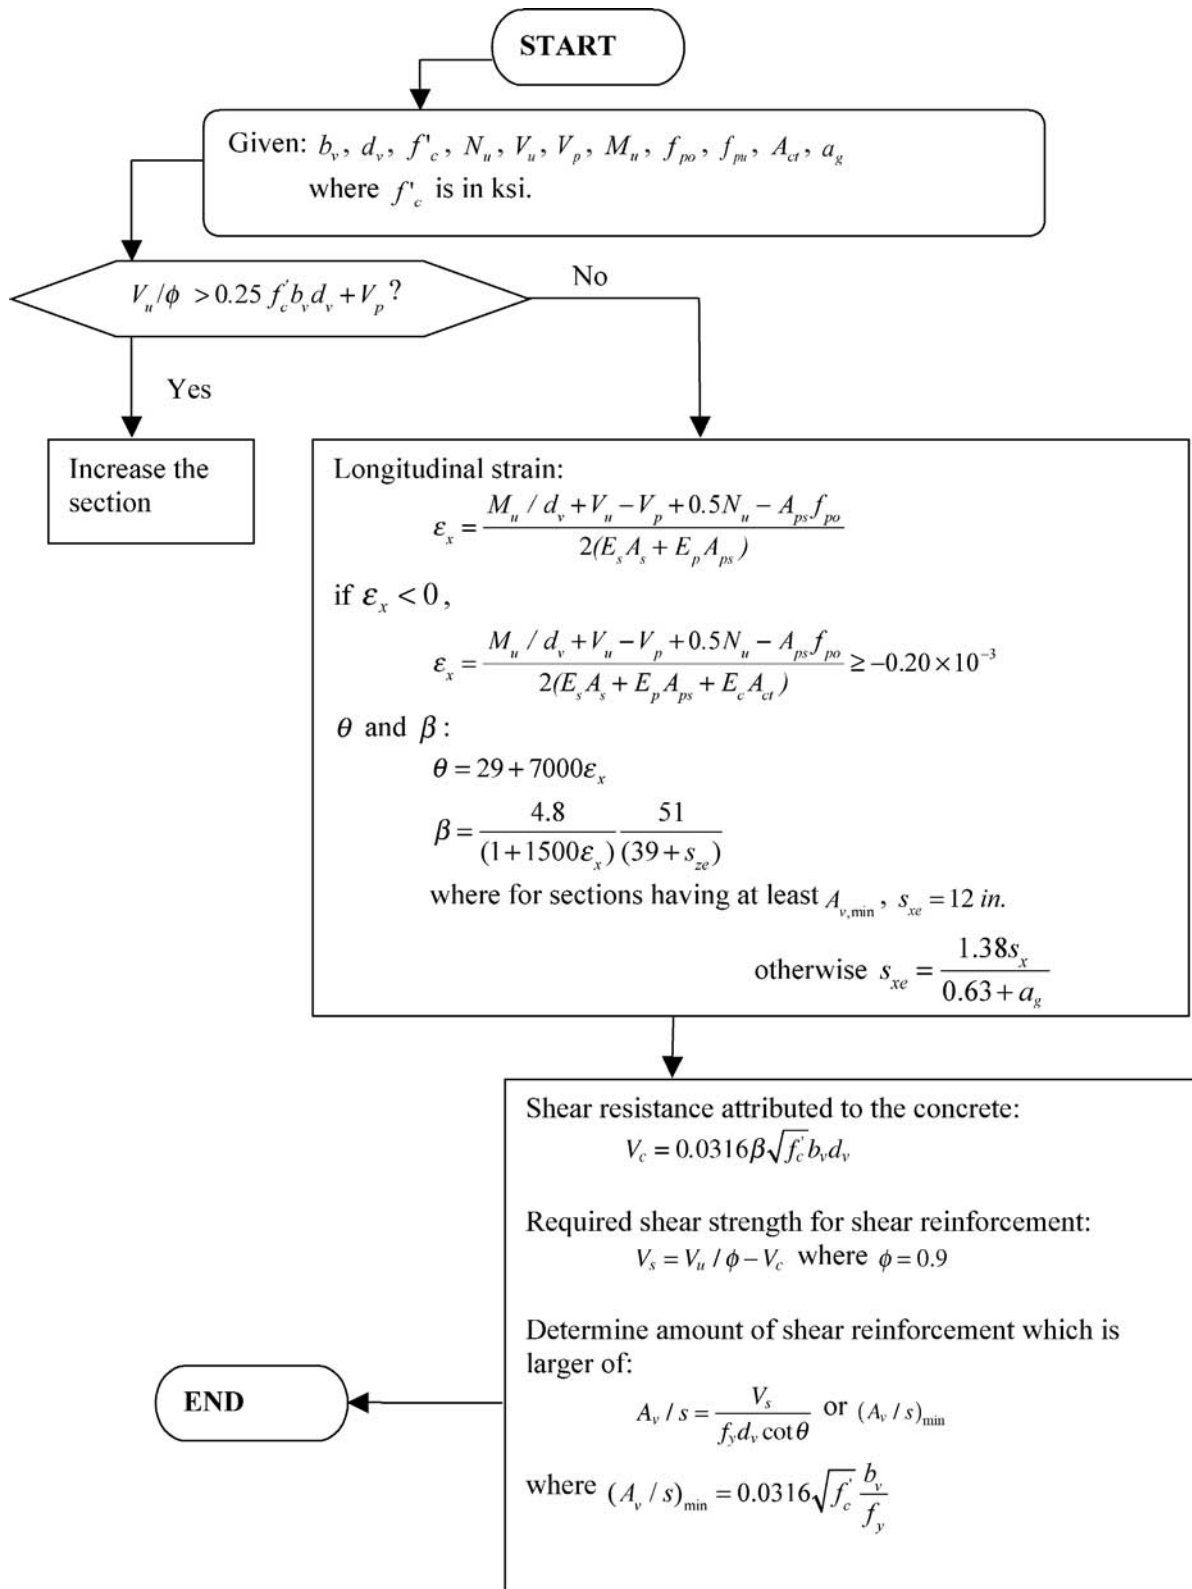 START
Given: b_v, d_v, f'_c, N_u, V_u, V_p, M_u, f_po, f_pu, A_ct, a_g
where f'_c is in ksi.
V_u/ϕ > 0.25 f'_c b_v d_v + V_p ?
No
Yes
Increase the
section
Longitudinal strain:
ε_x = (M_u / d_v + V_u − V_p + 0.5N_u − A_ps f_po) / (2(E_s A_s + E_p A_ps))
if ε_x < 0,
ε_x = (M_u / d_v + V_u − V_p + 0.5N_u − A_ps f_po) / (2(E_s A_s + E_p A_ps + E_c A_ct)) ≥ −0.20 × 10^−3
θ and β:
θ = 29 + 7000ε_x
β = 4.8 / (1 + 1500ε_x) 51 / (39 + s_ze)
where for sections having at least A_v,min, s_xe = 12 in.
otherwise s_xe = 1.38s_x / (0.63 + a_g)
Shear resistance attributed to the concrete:
V_c = 0.0316β√f'_c b_v d_v
Required shear strength for shear reinforcement:
V_s = V_u / ϕ − V_c where ϕ = 0.9
Determine amount of shear reinforcement which is
larger of:
A_v / s = V_s / (f_y d_v cot θ) or (A_v / s)_min
where (A_v / s)_min = 0.0316√f'_c b_v / f_y
END